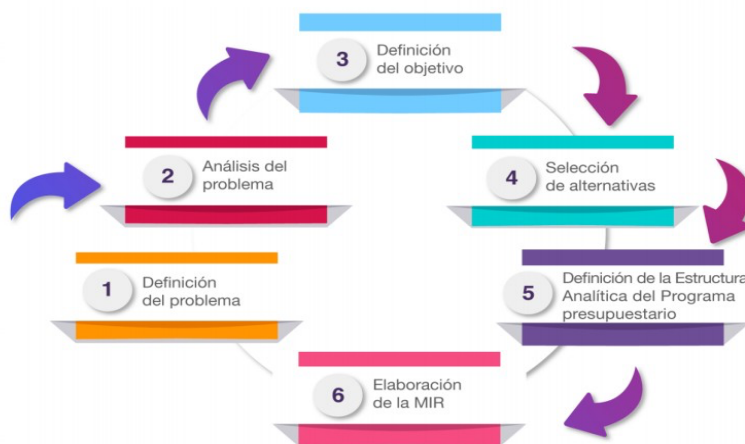 1
Definición
del problema
2
Análisis del
problema
3
Definición
del objetivo
4
Selección
de alternativas
5
Definición de la Estructura
Analítica del Programa
presupuestario
6
Elaboración
de la MIR